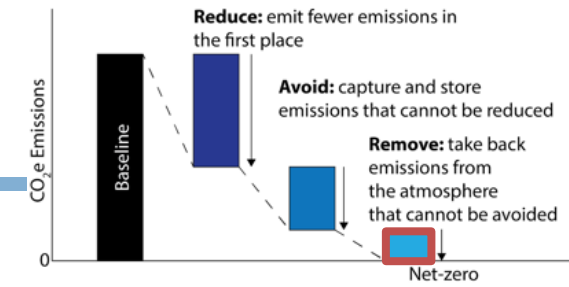 Reduce: emit fewer emissions in
the first place
Avoid: capture and store
emissions that cannot be reduced
Remove: take back
emissions from
the atmosphere
that cannot be avoided
CO₂e Emissions
Baseline
0
Net-zero